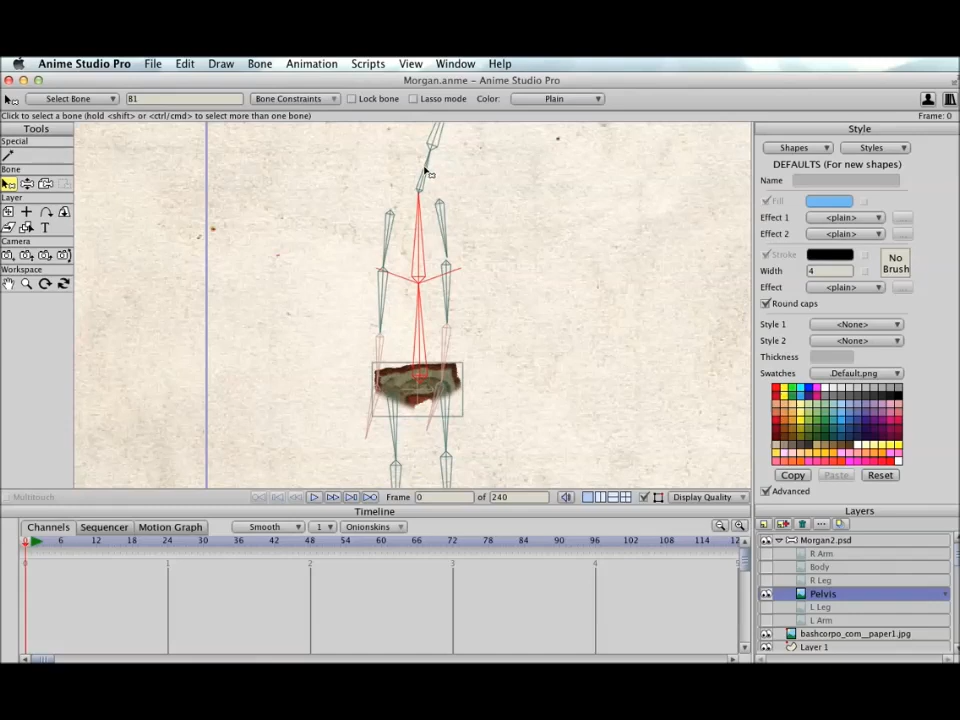 Anime Studio Pro File Edit Draw Bone Animation Scripts View Window Help
Morgan.anme – Anime Studio Pro
Select Bone B1 Bone Constraints Lock bone Lasso mode Color: Plain
Click to select a bone (hold <shift> or <ctrl/cmd> to select more than one bone) Frame: 0
Tools
Special
Bone
Layer
T
Camera
Workspace
Style
Shapes Styles
DEFAULTS (For new shapes)
Name
Fill
Effect 1 <plain> ...
Effect 2 <plain> ...
Stroke
Width 4
No Brush
Effect <plain> ...
Round caps
Style 1 <None>
Style 2 <None>
Thickness
Swatches .Default.png
Copy Paste Reset
Advanced
Multitouch Frame 0 of 240 Display Quality
Timeline
Channels Sequencer Motion Graph Smooth 1 Onionskins
0 6 12 18 24 30 36 42 48 54 60 66 72 78 84 90 96 102 108 114 12
0 1 2 3 4 5
Layers
Morgan2.psd
R Arm
Body
R Leg
Pelvis
L Leg
L Arm
bashcorpo_com__paper1.jpg
Layer 1